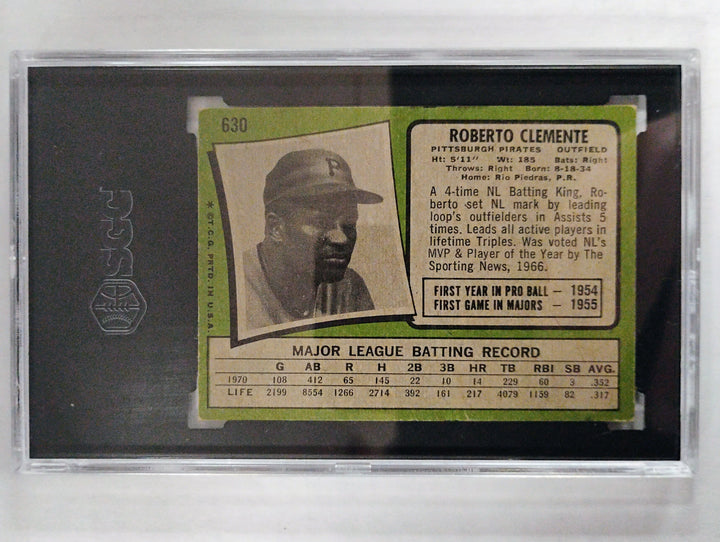 SGC
630
P
* ©T.C.G. PRTD. IN U.S.A.
ROBERTO CLEMENTE
PITTSBURGH PIRATES OUTFIELD
Ht: 5'11" Wt: 185 Bats: Right
Throws: Right Born: 8-18-34
Home: Rio Piedras, P.R.
A 4-time NL Batting King, Ro-
berto set NL mark by leading
loop's outfielders in Assists 5
times. Leads all active players in
lifetime Triples. Was voted NL's
MVP & Player of the Year by The
Sporting News, 1966.
FIRST YEAR IN PRO BALL — 1954
FIRST GAME IN MAJORS — 1955
MAJOR LEAGUE BATTING RECORD
G AB R H 2B 3B HR TB RBI SB AVG.
1970 108 412 65 145 22 10 14 229 60 3 .352
LIFE 2199 8554 1266 2714 392 161 217 4079 1159 82 .317